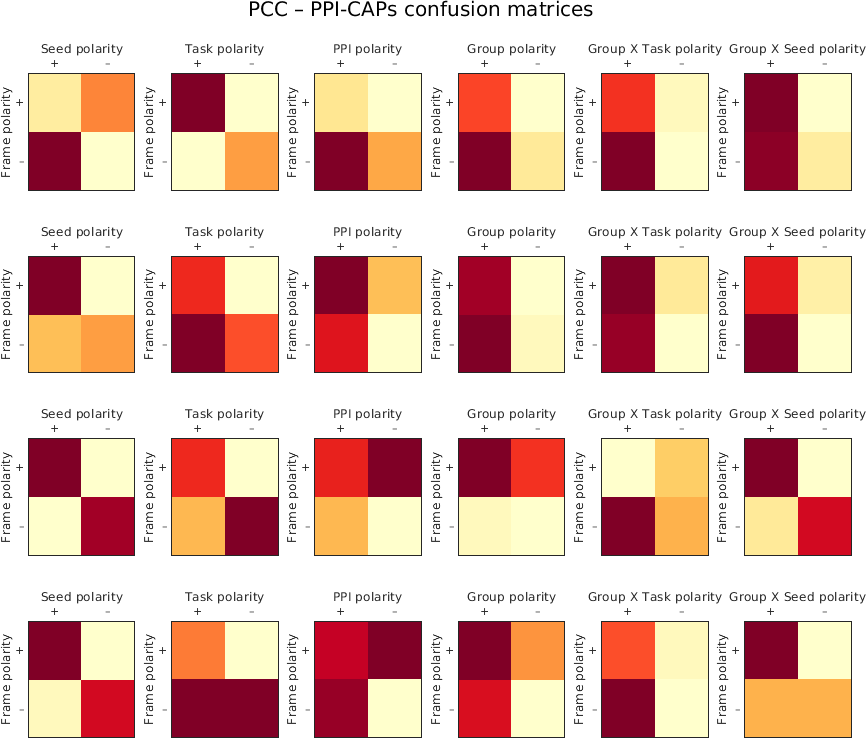 PCC – PPI-CAPs confusion matrices
Seed polarity Task polarity PPI polarity Group polarity Group X Task polarity Group X Seed polarity
+ – + – + – + – + – + –
Frame polarity + – Frame polarity + – Frame polarity + – Frame polarity + – Frame polarity + – Frame polarity + –
Seed polarity Task polarity PPI polarity Group polarity Group X Task polarity Group X Seed polarity
+ – + – + – + – + – + –
Frame polarity + – Frame polarity + – Frame polarity + – Frame polarity + – Frame polarity + – Frame polarity + –
Seed polarity Task polarity PPI polarity Group polarity Group X Task polarity Group X Seed polarity
+ – + – + – + – + – + –
Frame polarity + – Frame polarity + – Frame polarity + – Frame polarity + – Frame polarity + – Frame polarity + –
Seed polarity Task polarity PPI polarity Group polarity Group X Task polarity Group X Seed polarity
+ – + – + – + – + – + –
Frame polarity + – Frame polarity + – Frame polarity + – Frame polarity + – Frame polarity + – Frame polarity + –